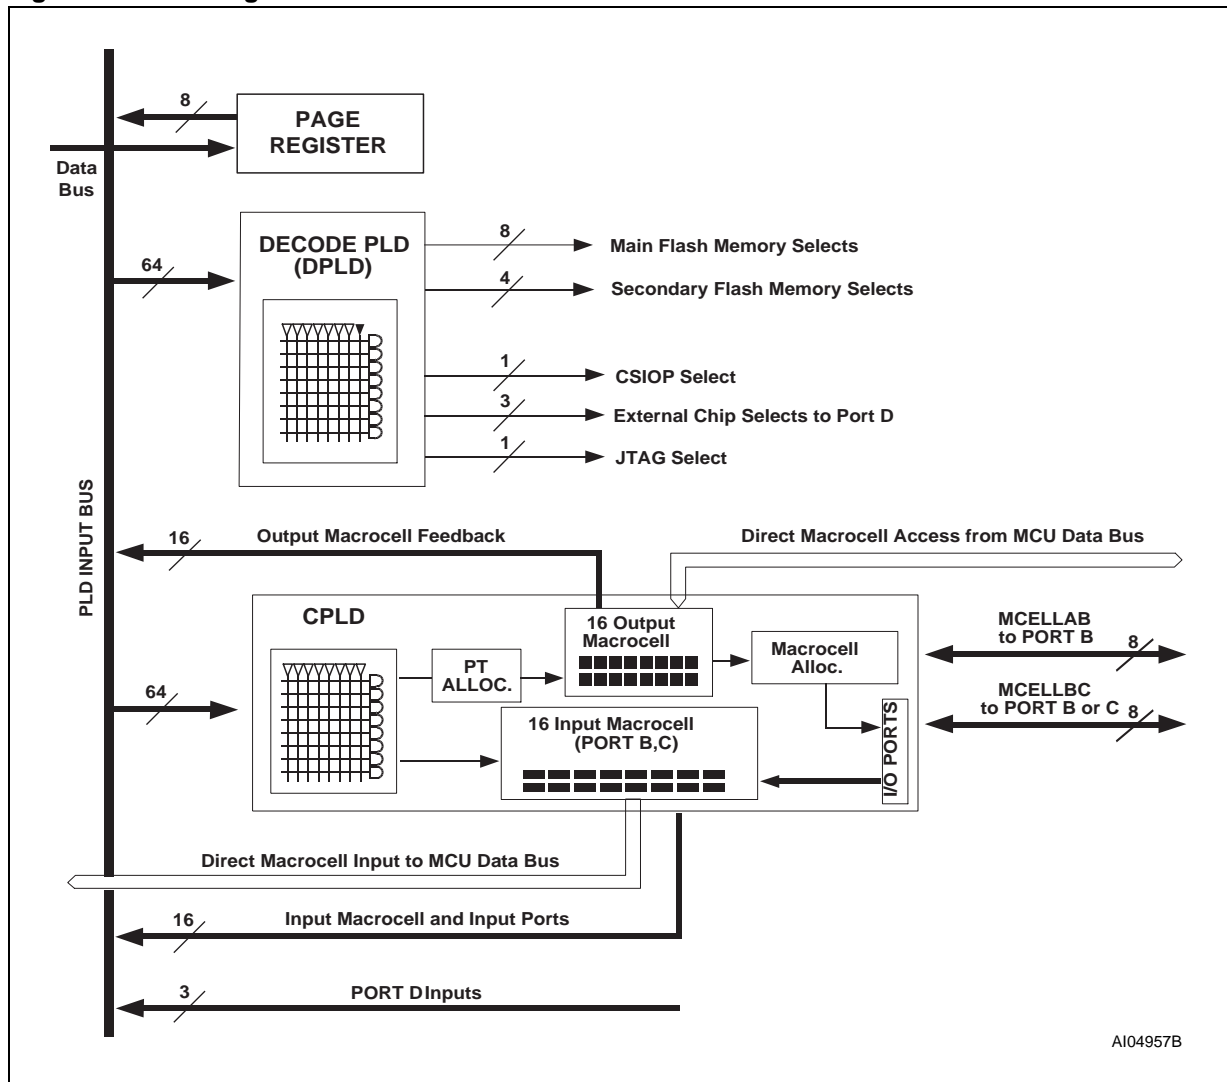 8
PAGE
REGISTER
Data
Bus
DECODE PLD
(DPLD)
64
8
Main Flash Memory Selects
4
Secondary Flash Memory Selects
1
CSIOP Select
3
External Chip Selects to Port D
1
JTAG Select
PLD INPUT BUS
16
Output Macrocell Feedback
Direct Macrocell Access from MCU Data Bus
CPLD
16 Output
Macrocell
PT
ALLOC.
Macrocell
Alloc.
MCELLAB
to PORT B
8
64
16 Input Macrocell
(PORT B,C)
I/O PORTS
MCELLBC
to PORT B or C
8
Direct Macrocell Input to MCU Data Bus
16
Input Macrocell and Input Ports
3
PORT D Inputs
AI04957B